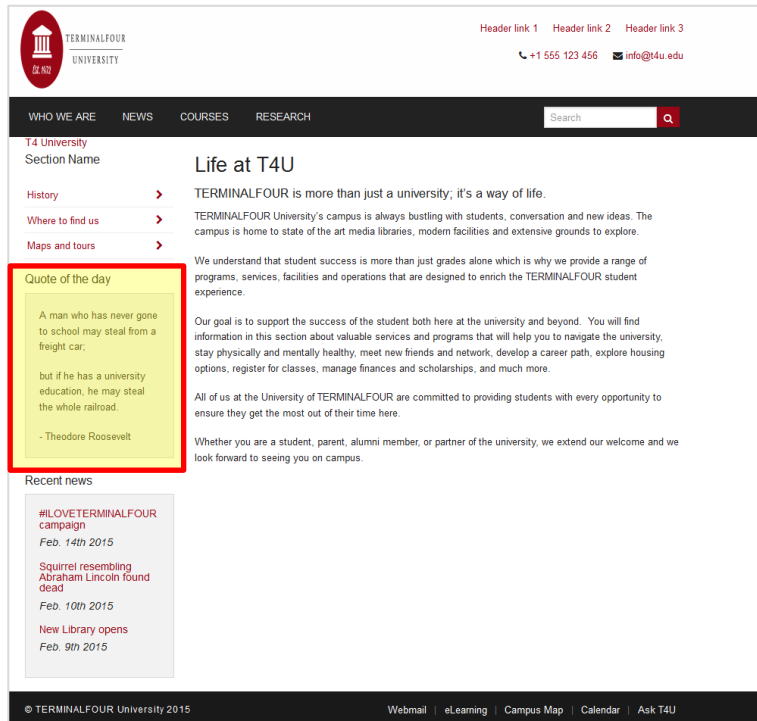 TERMINALFOUR
UNIVERSITY
Est. 1972
Header link 1 Header link 2 Header link 3
+1 555 123 456 info@t4u.edu
WHO WE ARE NEWS COURSES RESEARCH Search
T4 University
Section Name
History
Where to find us
Maps and tours
Quote of the day
A man who has never gone
to school may steal from a
freight car;
but if he has a university
education, he may steal
the whole railroad.
- Theodore Roosevelt
Recent news
#ILOVETERMINALFOUR
campaign
Feb. 14th 2015
Squirrel resembling
Abraham Lincoln found
dead
Feb. 10th 2015
New Library opens
Feb. 9th 2015
Life at T4U
TERMINALFOUR is more than just a university; it's a way of life.
TERMINALFOUR University's campus is always bustling with students, conversation and new ideas. The
campus is home to state of the art media libraries, modern facilities and extensive grounds to explore.
We understand that student success is more than just grades alone which is why we provide a range of
programs, services, facilities and operations that are designed to enrich the TERMINALFOUR student
experience.
Our goal is to support the success of the student both here at the university and beyond. You will find
information in this section about valuable services and programs that will help you to navigate the university,
stay physically and mentally healthy, meet new friends and network, develop a career path, explore housing
options, register for classes, manage finances and scholarships, and much more.
All of us at the University of TERMINALFOUR are committed to providing students with every opportunity to
ensure they get the most out of their time here.
Whether you are a student, parent, alumni member, or partner of the university, we extend our welcome and we
look forward to seeing you on campus.
© TERMINALFOUR University 2015 Webmail | eLearning | Campus Map | Calendar | Ask T4U